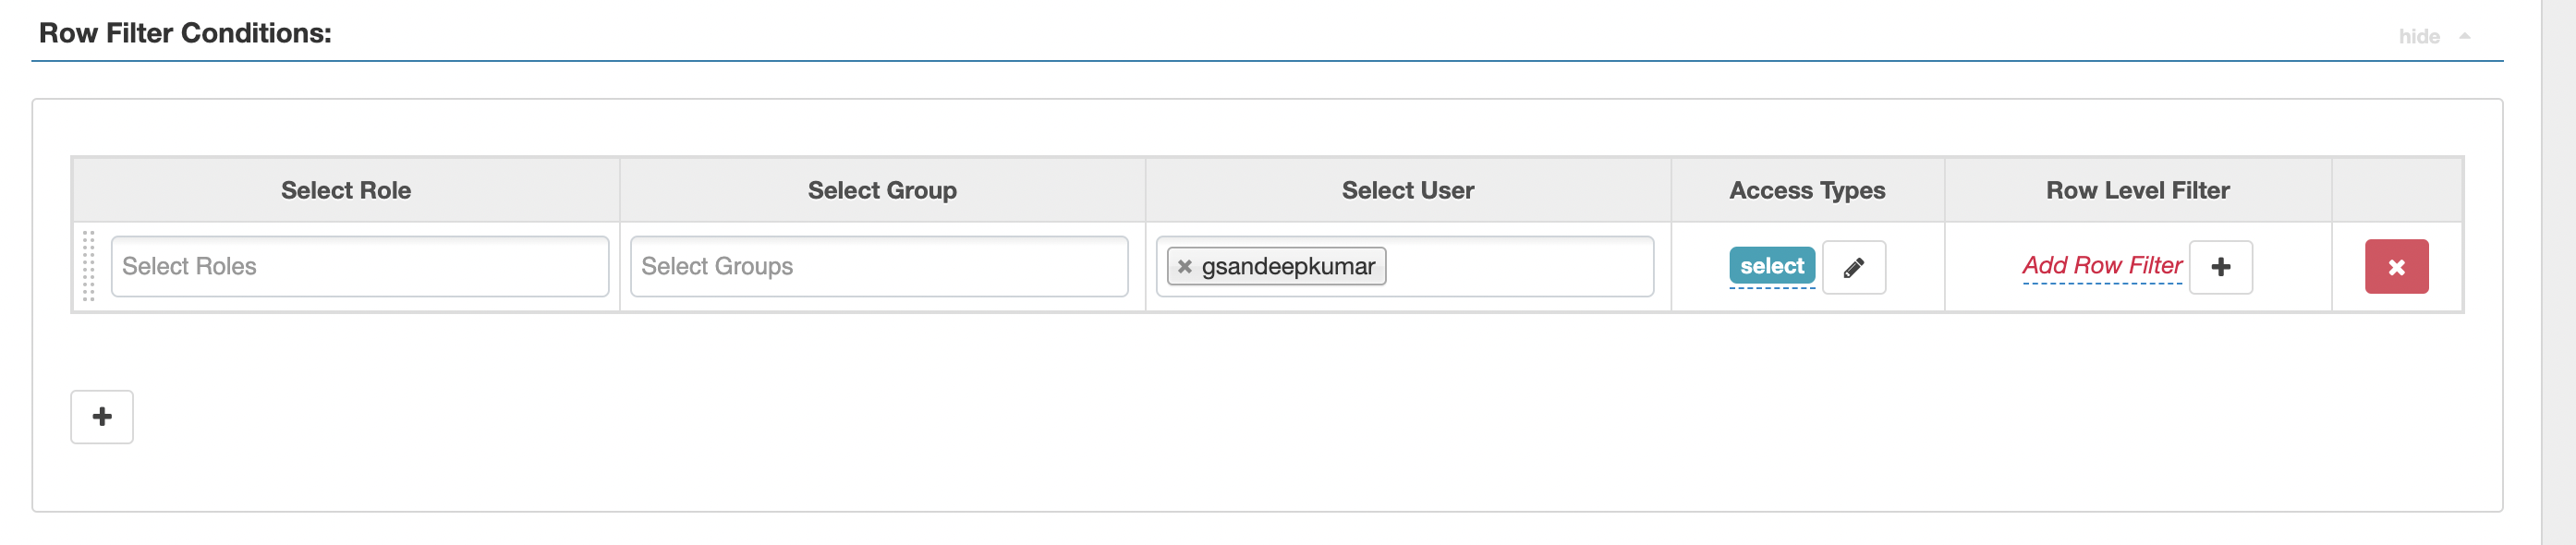 Row Filter Conditions:
hide
Select Role Select Group Select User Access Types Row Level Filter
Select Roles Select Groups gsandeepkumar select Add Row Filter